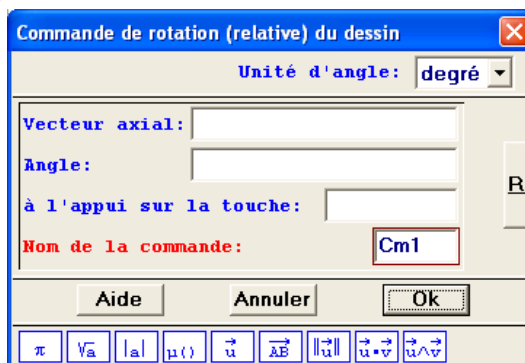 Commande de rotation (relative) du dessin
Unité d'angle: degré
Vecteur axial:
Angle:
R
à l'appui sur la touche:
Nom de la commande: Cm1
Aide Annuler Ok
π √a |a| μ() u⃗ AB⃗ ||u⃗|| u⃗•v⃗ u⃗∧v⃗